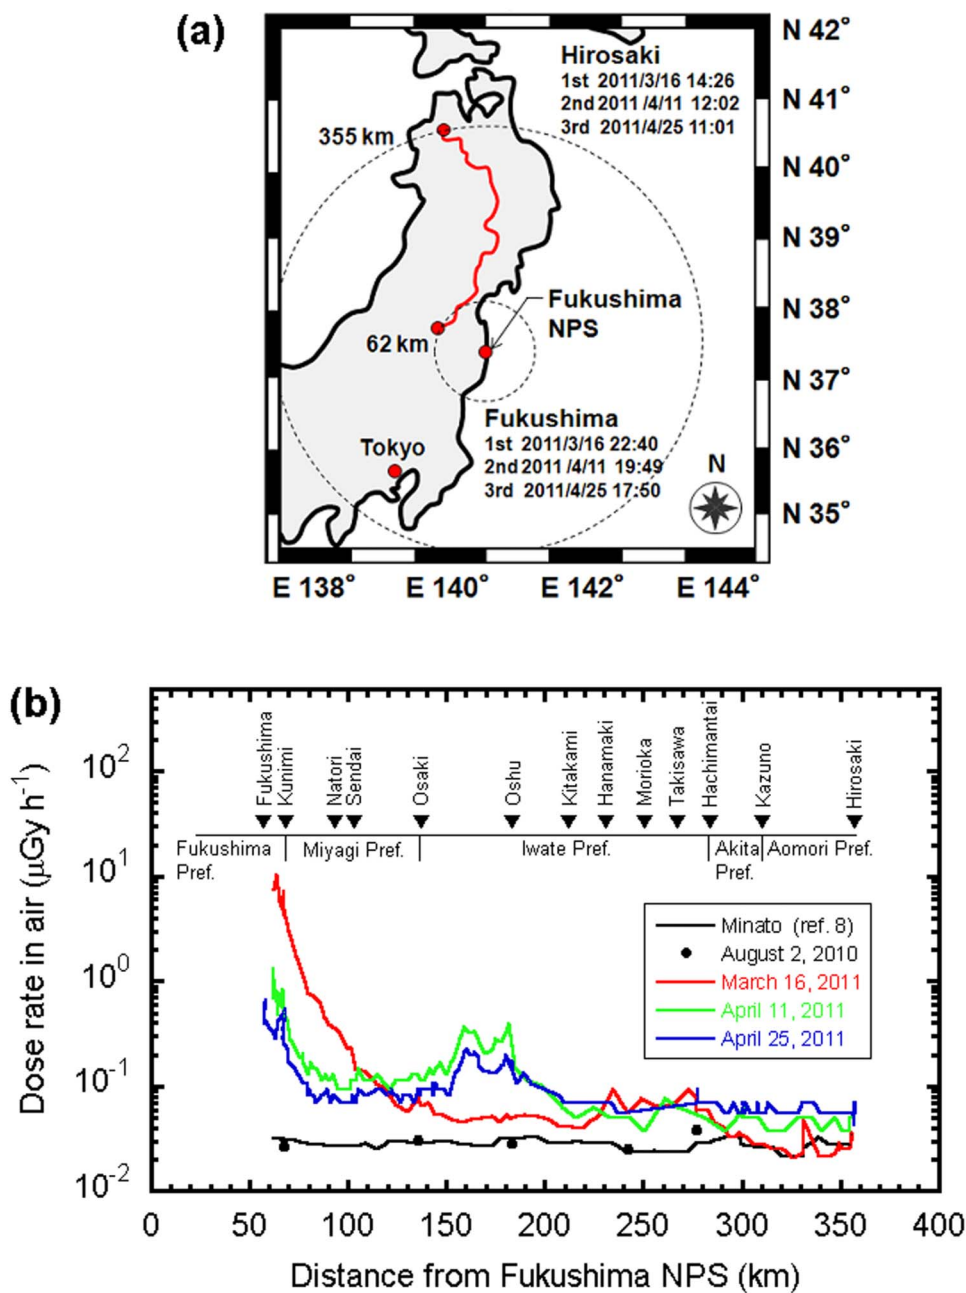 (a)
N 42°
Hirosaki
1st 2011/3/16 14:26
2nd 2011 /4/11 12:02
3rd 2011/4/25 11:01
N 41°
355 km
N 40°
N 39°
N 38°
Fukushima
NPS
62 km
N 37°
Fukushima
1st 2011/3/16 22:40
2nd 2011 /4/11 19:49
3rd 2011/4/25 17:50
Tokyo
N 36°
N
N 35°
E 138° E 140° E 142° E 144°
(b)
Fukushima
Kunimi
Natori
Sendai
Osaki
Oshu
Kitakami
Hanamaki
Morioka
Takisawa
Hachimantai
Kazuno
Hirosaki
Fukushima
Pref.
Miyagi Pref.
Iwate Pref.
Akita
Pref.
Aomori Pref.
Minato (ref. 8)
August 2, 2010
March 16, 2011
April 11, 2011
April 25, 2011
Dose rate in air (μGy h⁻¹)
10²
10¹
10⁰
10⁻¹
10⁻²
0 50 100 150 200 250 300 350 400
Distance from Fukushima NPS (km)